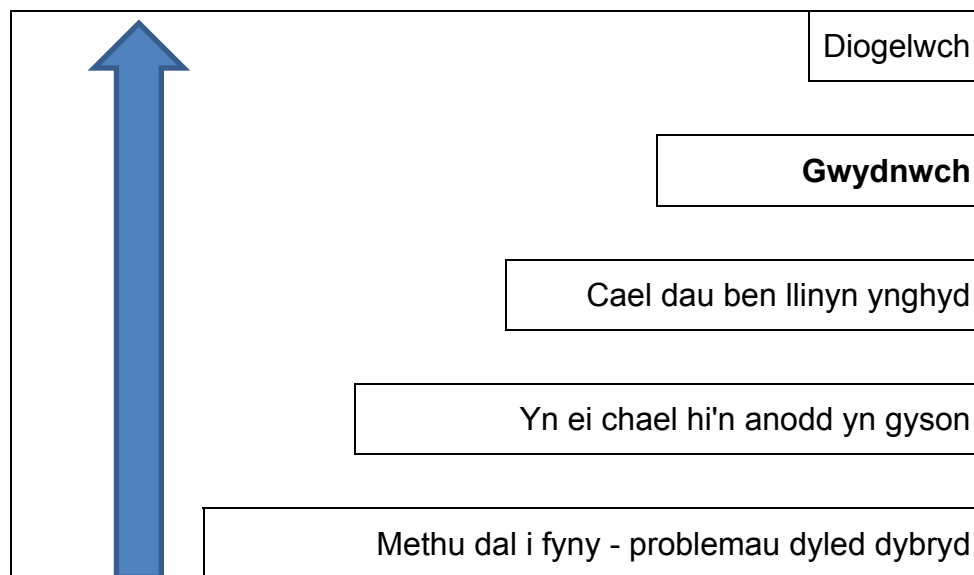 Diogelwch
Gwydnwch
Cael dau ben llinyn ynghyd
Yn ei chael hi'n anodd yn gyson
Methu dal i fyny - problemau dyled dybryd